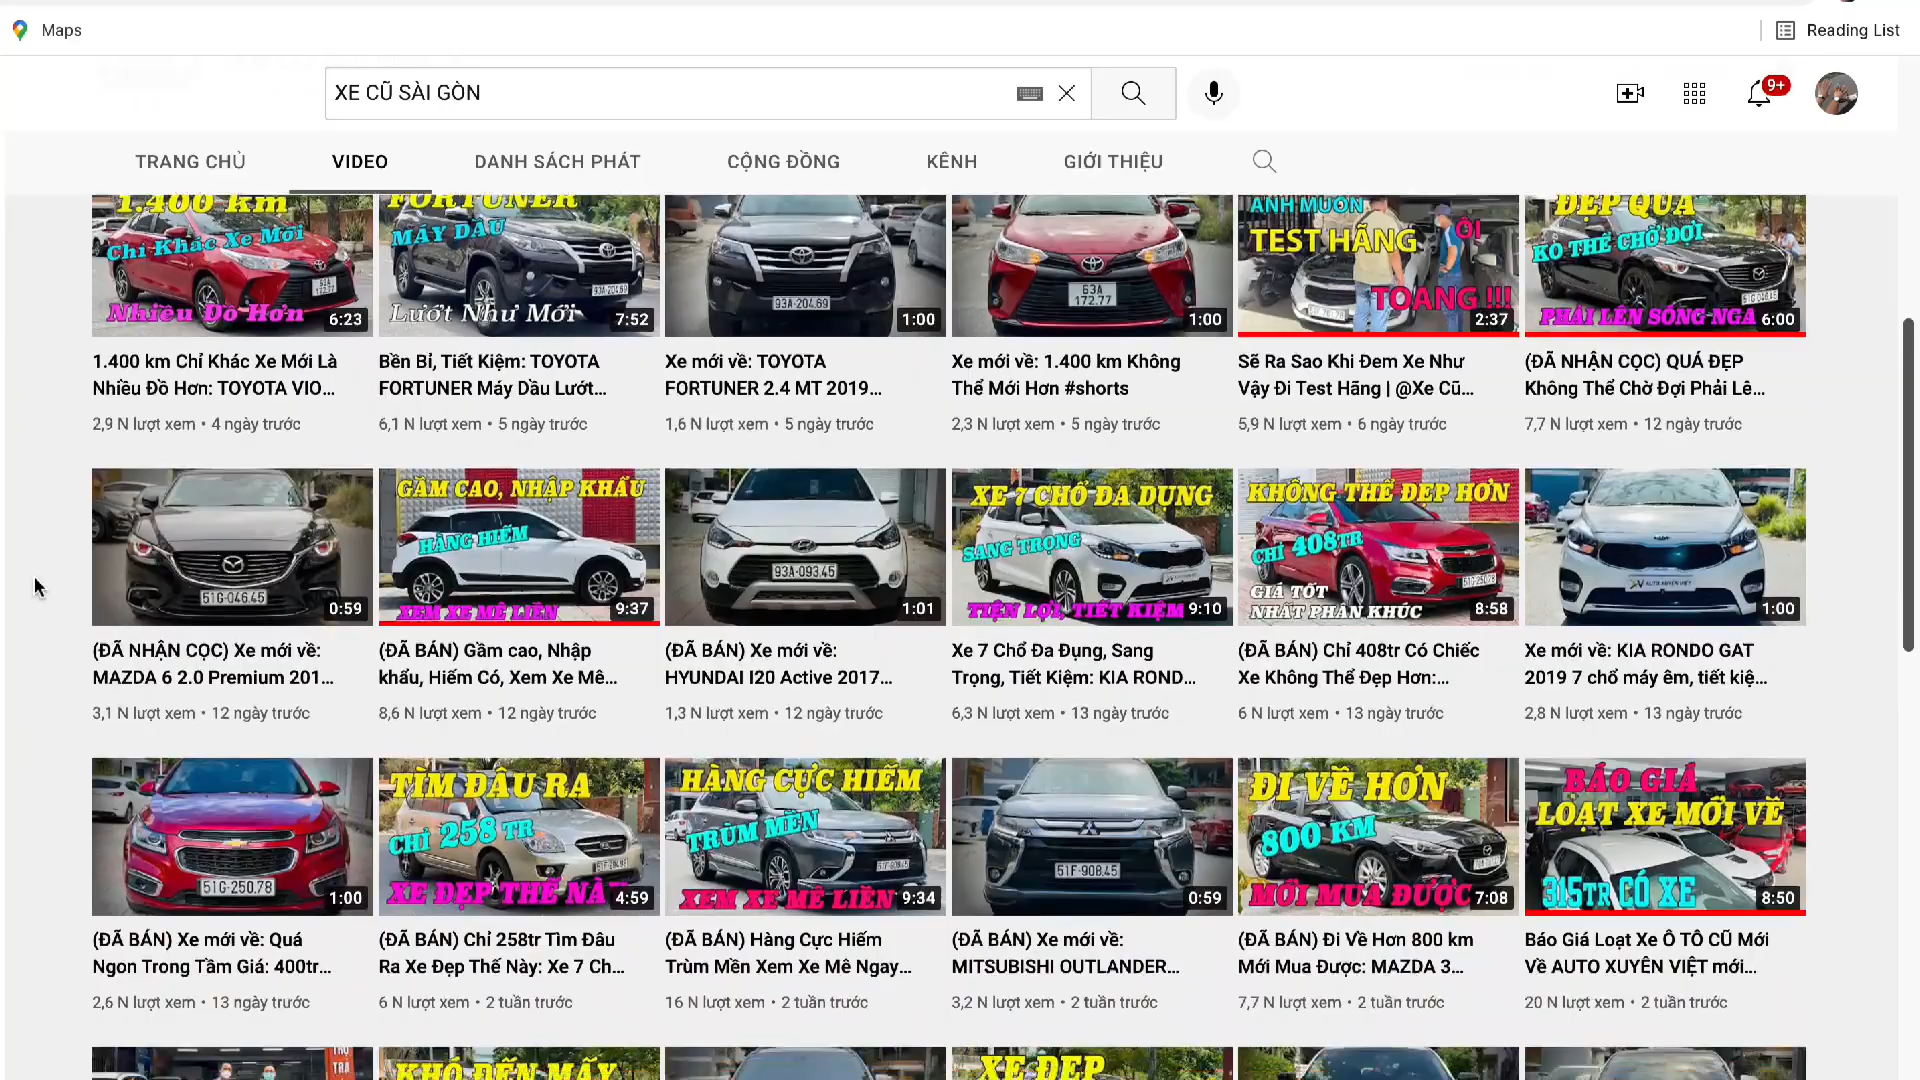 Maps
Reading List
XE CŨ SÀI GÒN
9+
TRANG CHỦ
VIDEO
DANH SÁCH PHÁT
CỘNG ĐỒNG
KÊNH
GIỚI THIỆU
1.400 km
Chỉ Khác Xe Mới
Nhiều Đồ Hơn
6:23
FORTUNER
MÁY DẦU
Lướt Như Mới
7:52
93A-204.69
1:00
63A
172.77
1:00
ANH MUỐN
TEST HÃNG
ÔI
TOANG !!!
2:37
ĐẸP QUÁ
KO THỂ CHỜ ĐỢI
PHẢI LÊN SÓNG NGA
6:00
1.400 km Chỉ Khác Xe Mới Là
Nhiều Đồ Hơn: TOYOTA VIO...
2,9 N lượt xem • 4 ngày trước
Bền Bỉ, Tiết Kiệm: TOYOTA
FORTUNER Máy Dầu Lướt...
6,1 N lượt xem • 5 ngày trước
Xe mới về: TOYOTA
FORTUNER 2.4 MT 2019...
1,6 N lượt xem • 5 ngày trước
Xe mới về: 1.400 km Không
Thể Mới Hơn #shorts
2,3 N lượt xem • 5 ngày trước
Sẽ Ra Sao Khi Đem Xe Như
Vậy Đi Test Hãng | @Xe Cũ...
5,9 N lượt xem • 6 ngày trước
(ĐÃ NHẬN CỌC) QUÁ ĐẸP
Không Thể Chờ Đợi Phải Lê...
7,7 N lượt xem • 12 ngày trước
51G-046.45
0:59
GẦM CAO, NHẬP KHẨU
HÀNG HIẾM
XEM XE MÊ LIỀN
9:37
93A-093.45
1:01
XE 7 CHỔ ĐA DỤNG
SANG TRỌNG
TIỆN LỢI, TIẾT KIỆM
9:10
KHÔNG THỂ ĐẸP HƠN
CHỈ 408TR
GIÁ TỐT
NHẤT PHÂN KHÚC
51G-250.78
8:58
AUTO XUYÊN VIỆT
1:00
(ĐÃ NHẬN CỌC) Xe mới về:
MAZDA 6 2.0 Premium 201...
3,1 N lượt xem • 12 ngày trước
(ĐÃ BÁN) Gầm cao, Nhập
khẩu, Hiếm Có, Xem Xe Mê...
8,6 N lượt xem • 12 ngày trước
(ĐÃ BÁN) Xe mới về:
HYUNDAI I20 Active 2017...
1,3 N lượt xem • 12 ngày trước
Xe 7 Chổ Đa Đụng, Sang
Trọng, Tiết Kiệm: KIA ROND...
6,3 N lượt xem • 13 ngày trước
(ĐÃ BÁN) Chỉ 408tr Có Chiếc
Xe Không Thể Đẹp Hơn:...
6 N lượt xem • 13 ngày trước
Xe mới về: KIA RONDO GAT
2019 7 chổ máy êm, tiết kiệ...
2,8 N lượt xem • 13 ngày trước
51G-250.78
1:00
TÌM ĐÂU RA
CHỈ 258 TR
XE ĐẸP THẾ NÀY
4:59
HÀNG CỰC HIẾM
TRÙM MỀN
XEM XE MÊ LIỀN
9:34
51F-908.45
0:59
ĐI VỀ HƠN
800 KM
MỚI MUA ĐƯỢC
7:08
BÁO GIÁ
LOẠT XE MỚI VỀ
315TR CÓ XE
8:50
(ĐÃ BÁN) Xe mới về: Quá
Ngon Trong Tầm Giá: 400tr...
2,6 N lượt xem • 13 ngày trước
(ĐÃ BÁN) Chỉ 258tr Tìm Đâu
Ra Xe Đẹp Thế Này: Xe 7 Ch...
6 N lượt xem • 2 tuần trước
(ĐÃ BÁN) Hàng Cực Hiếm
Trùm Mền Xem Xe Mê Ngay...
16 N lượt xem • 2 tuần trước
(ĐÃ BÁN) Xe mới về:
MITSUBISHI OUTLANDER...
3,2 N lượt xem • 2 tuần trước
(ĐÃ BÁN) Đi Về Hơn 800 km
Mới Mua Được: MAZDA 3...
7,7 N lượt xem • 2 tuần trước
Báo Giá Loạt Xe Ô TÔ CŨ Mới
Về AUTO XUYÊN VIỆT mới...
20 N lượt xem • 2 tuần trước
TRẢ
KHÓ ĐẾN MẤY
XE ĐẸP